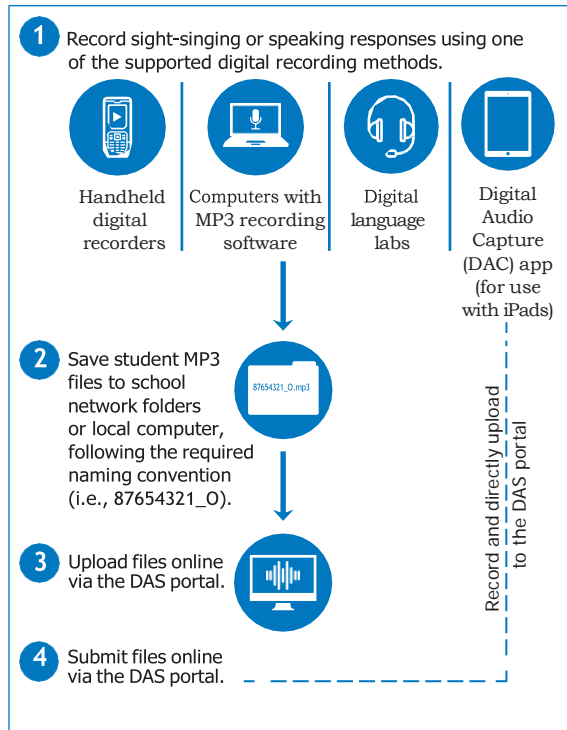 1 Record sight-singing or speaking responses using one
of the supported digital recording methods.
Handheld
digital
recorders
Computers with
MP3 recording
software
Digital
language
labs
Digital
Audio
Capture
(DAC) app
(for use
with iPads)
2 Save student MP3
files to school
network folders
or local computer,
following the required
naming convention
(i.e., 87654321_O).
87654321_O.mp3
Record and directly upload
to the DAS portal
3 Upload files online
via the DAS portal.
4 Submit files online
via the DAS portal.